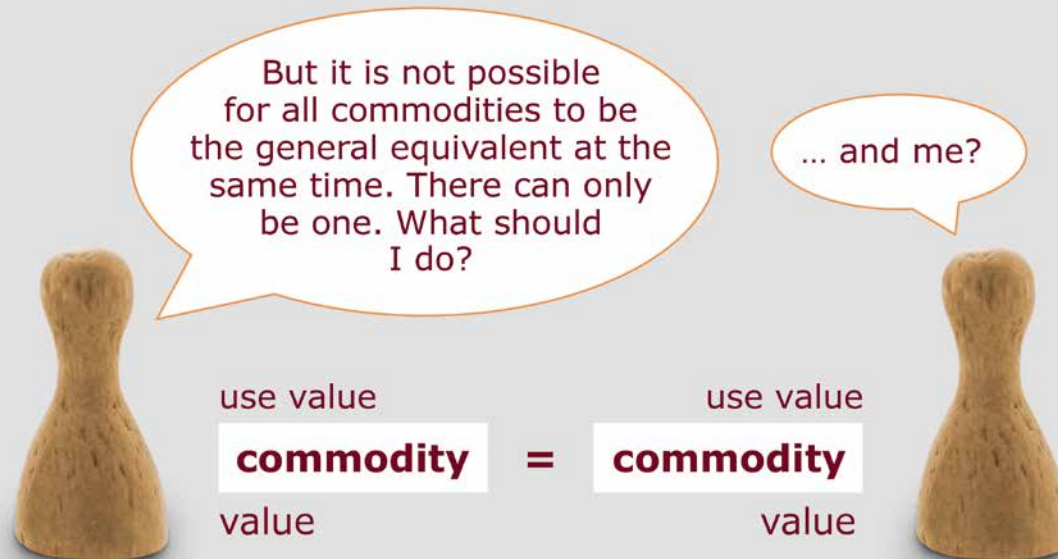 But it is not possible
for all commodities to be
the general equivalent at the
same time. There can only
be one. What should
I do?
... and me?
use value
use value
commodity = commodity
value
value